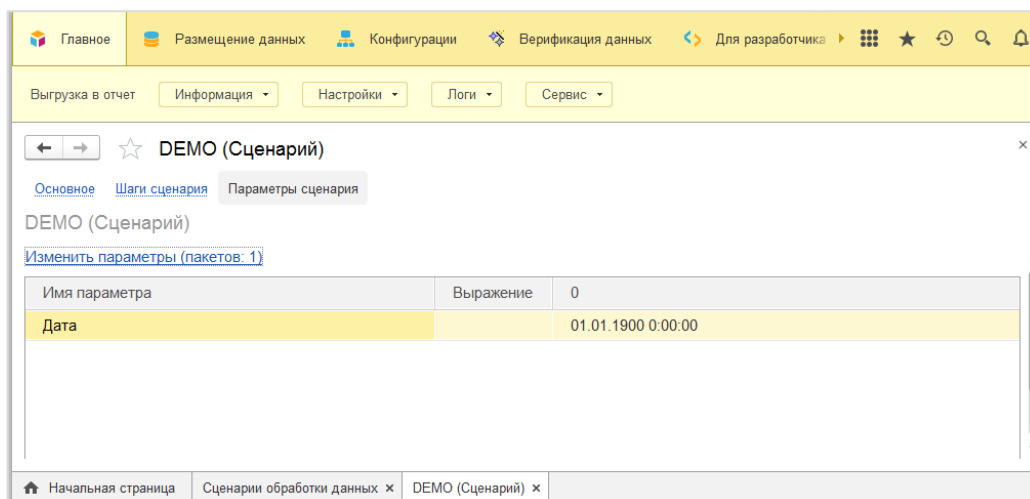 Главное Размещение данных Конфигурации Верификация данных Для разработчика
Выгрузка в отчет Информация Настройки Логи Сервис
DEMO (Сценарий)
Основное Шаги сценария Параметры сценария
DEMO (Сценарий)
Изменить параметры (пакетов: 1)
Имя параметра Выражение 0
Дата 01.01.1900 0:00:00
Начальная страница Сценарии обработки данных × DEMO (Сценарий) ×